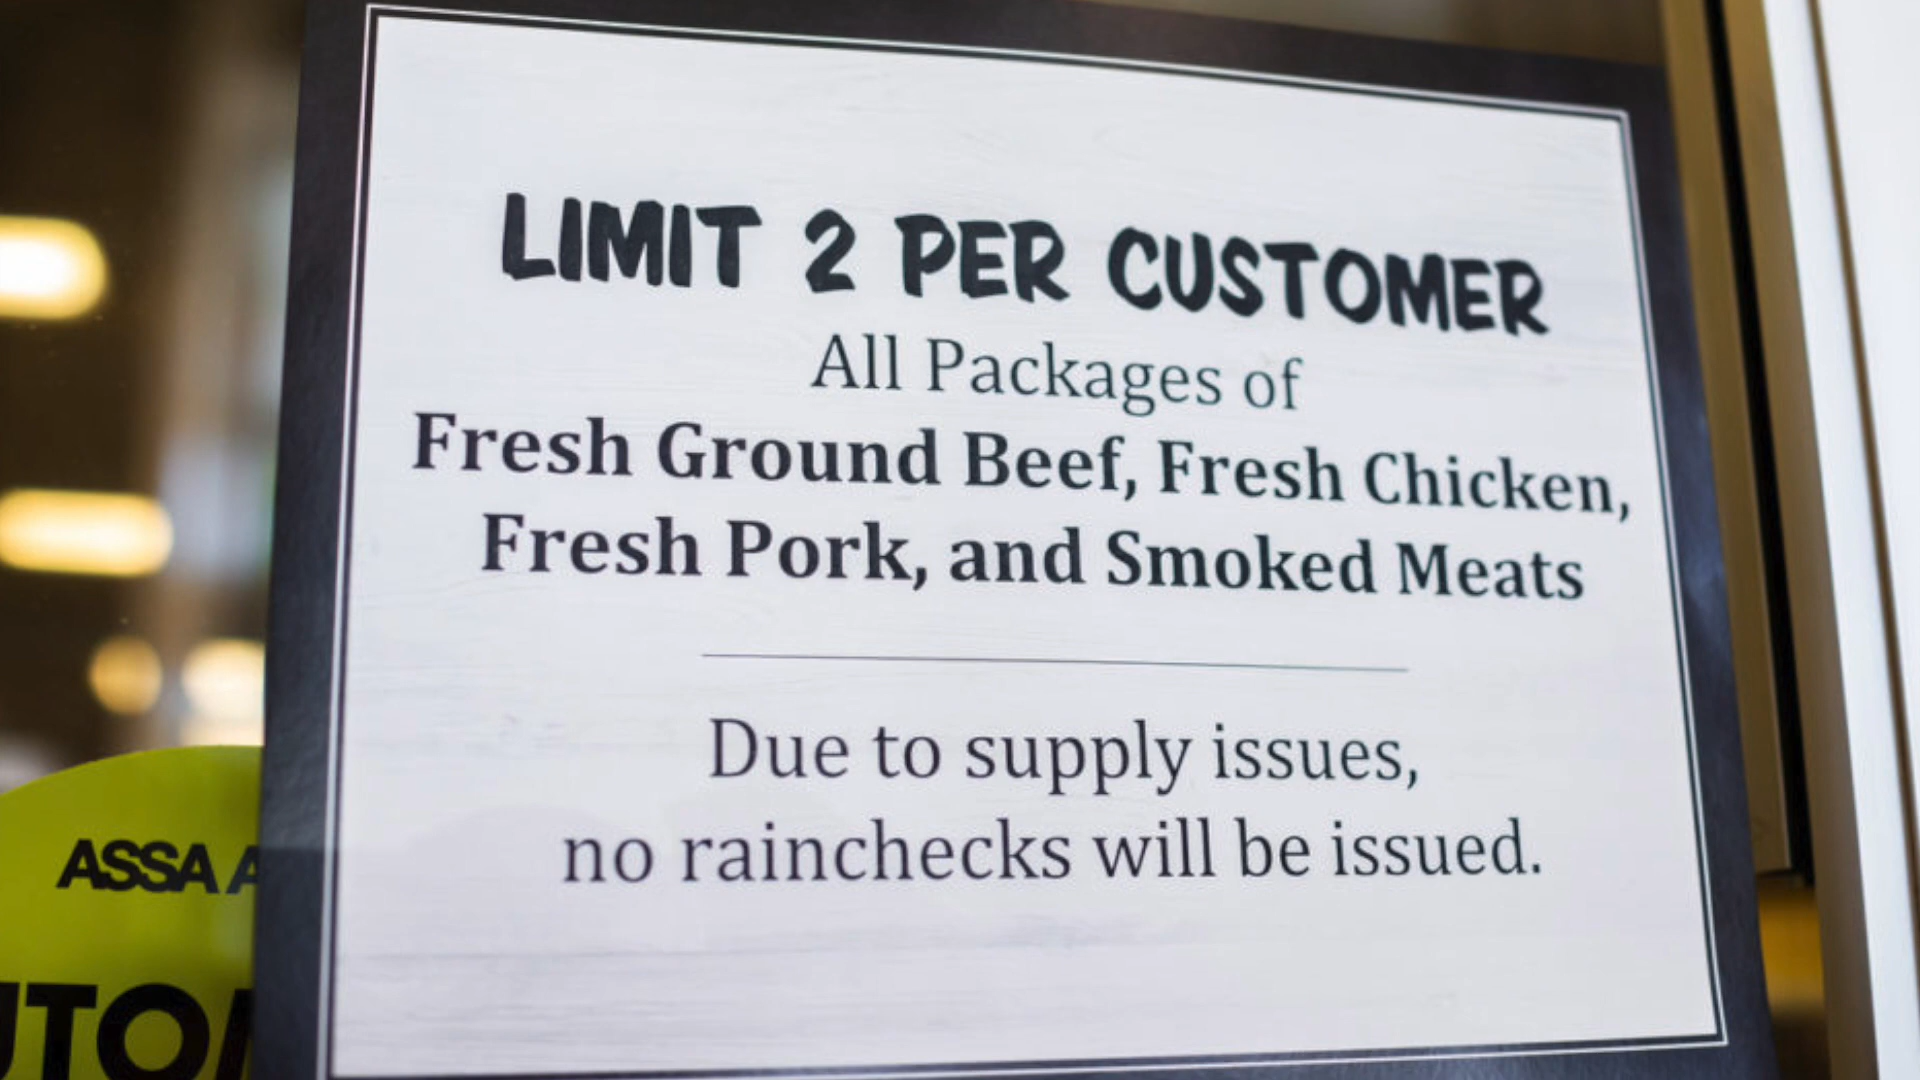 LIMIT 2 PER CUSTOMER
All Packages of
Fresh Ground Beef, Fresh Chicken,
Fresh Pork, and Smoked Meats
Due to supply issues,
no rainchecks will be issued.
ASSA A
UTO